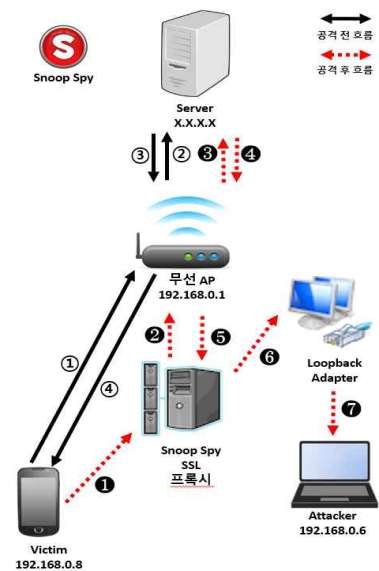 S
Snoop Spy
공격 전 흐름
공격 후 흐름
Server
X.X.X.X
③
②
❸
❹
무선 AP
192.168.0.1
①
④
❷
❺
❻
❶
Loopback
Adapter
❼
Snoop Spy
SSL
프록시
Attacker
192.168.0.6
Victim
192.168.0.8